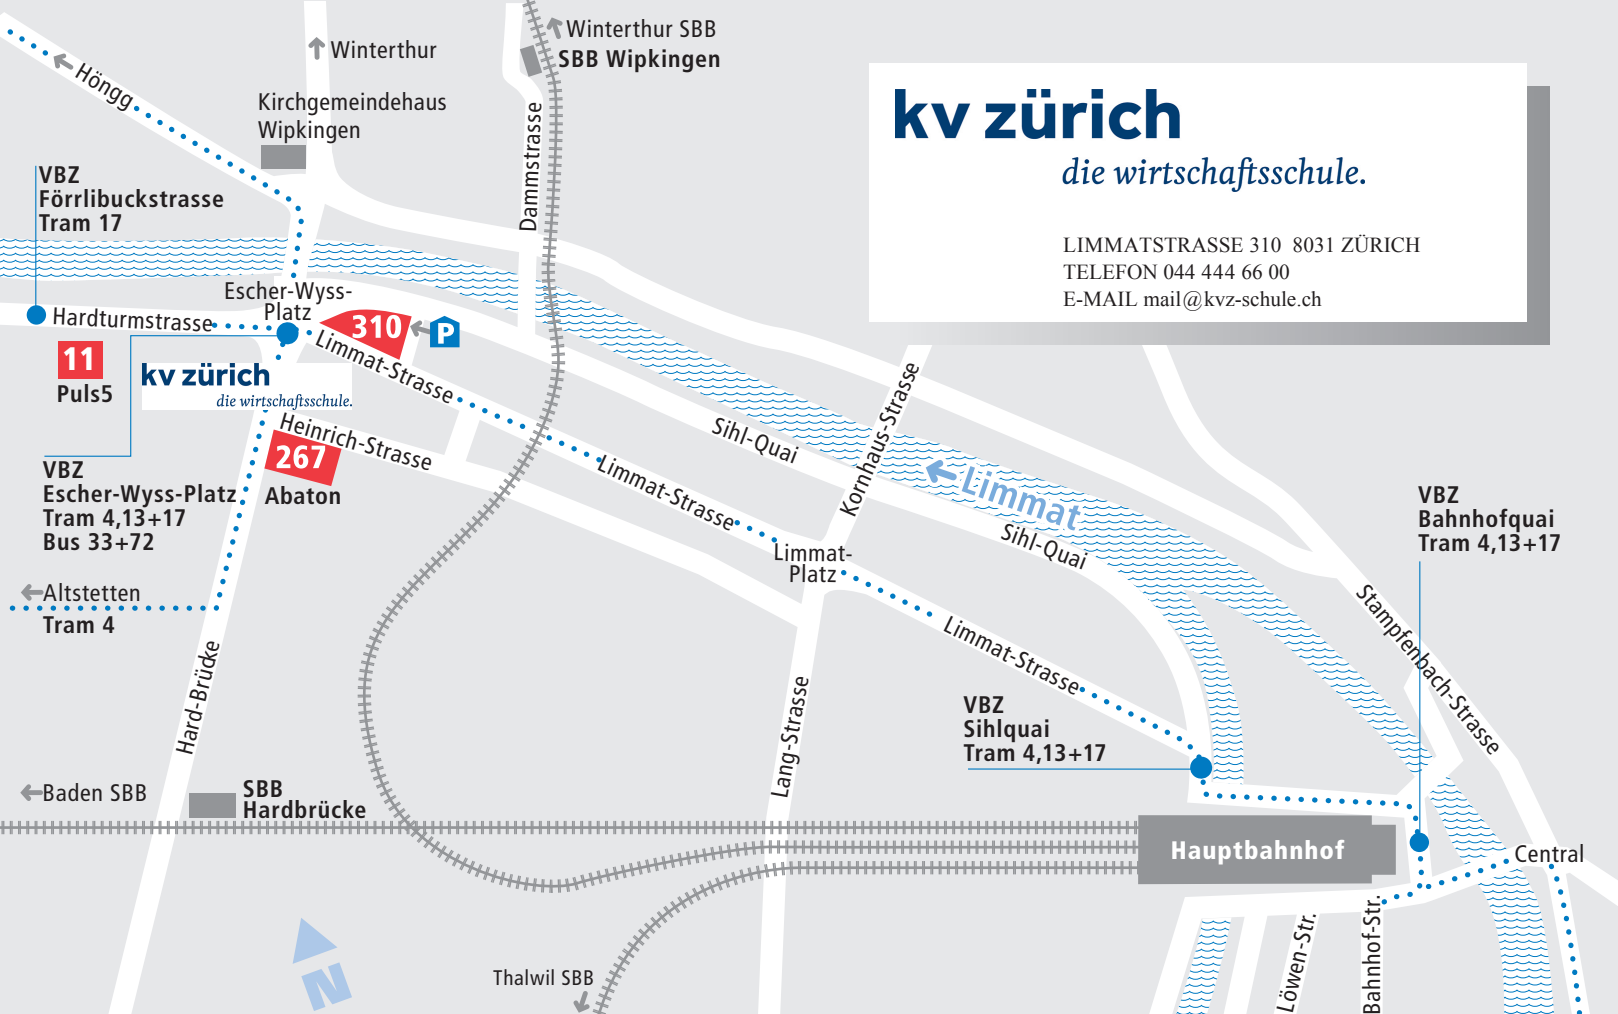 Winterthur SBB
SBB Wipkingen
Winterthur
Höngg
Kirchgemeindehaus
Wipkingen
Dammstrasse
kv zürich
die wirtschaftsschule.
LIMMATSTRASSE 310 8031 ZÜRICH
TELEFON 044 444 66 00
E-MAIL mail@kvz-schule.ch
VBZ
Förrlibuckstrasse
Tram 17
Escher-Wyss-
Platz
Hardturmstrasse
310
P
Limmat-Strasse
11
Puls5
kv zürich
die wirtschaftsschule.
Heinrich-Strasse
267
Abaton
VBZ
Escher-Wyss-Platz
Tram 4,13+17
Bus 33+72
Sihl-Quai
Kornhaus-Strasse
Limmat
Limmat-Strasse
Sihl-Quai
VBZ
Bahnhofquai
Tram 4,13+17
Limmat-
Platz
Altstetten
Tram 4
Stampfenbach-Strasse
Limmat-Strasse
Hard-Brücke
Lang-Strasse
VBZ
Sihlquai
Tram 4,13+17
Baden SBB
SBB
Hardbrücke
Hauptbahnhof
Central
Löwen-Str.
Bahnhof-Str.
Thalwil SBB
N